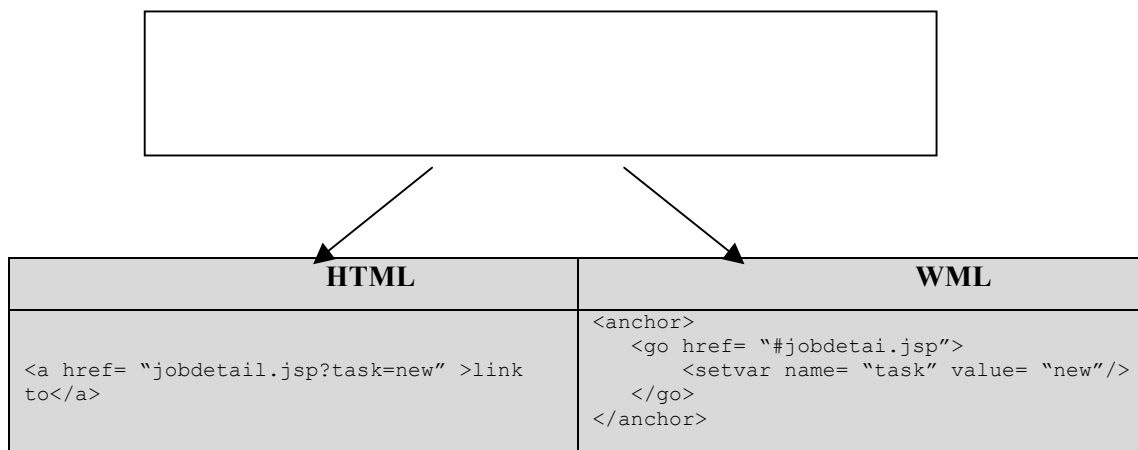 HTML
WML
<a href= “jobdetail.jsp?task=new” >link
to</a>
<anchor>
<go href= “#jobdetai.jsp”>
<setvar name= “task” value= “new”/>
</go>
</anchor>